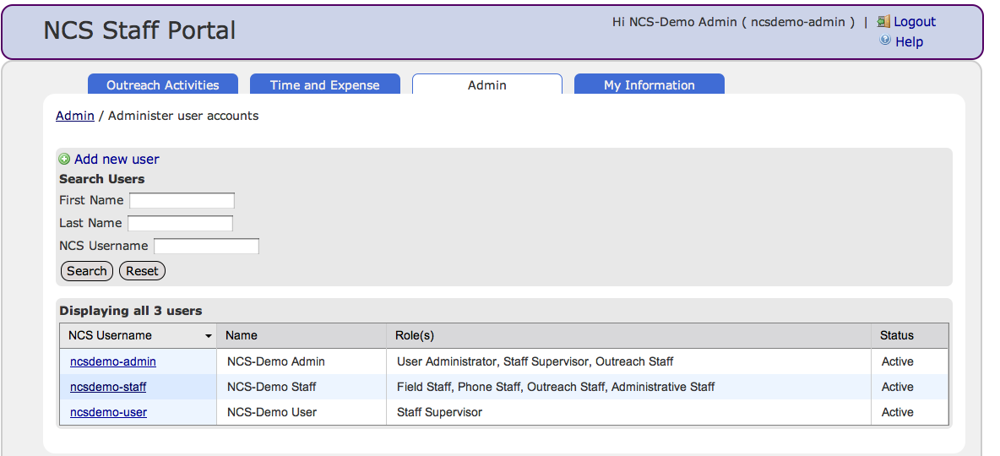 NCS Staff Portal
Hi NCS-Demo Admin ( ncsdemo-admin ) | Logout
Help
Outreach Activities Time and Expense Admin My Information
Admin / Administer user accounts
Add new user
Search Users
First Name
Last Name
NCS Username
Search Reset
Displaying all 3 users
NCS Username Name Role(s) Status
ncsdemo-admin NCS-Demo Admin User Administrator, Staff Supervisor, Outreach Staff Active
ncsdemo-staff NCS-Demo Staff Field Staff, Phone Staff, Outreach Staff, Administrative Staff Active
ncsdemo-user NCS-Demo User Staff Supervisor Active